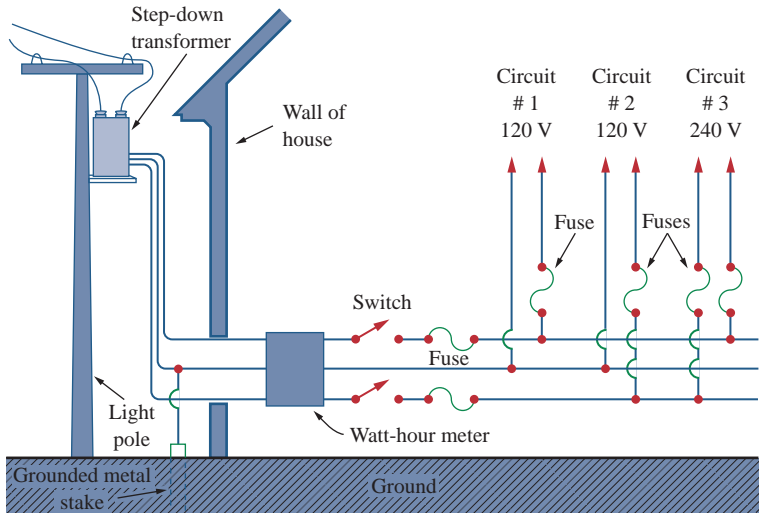 Step-down
transformer
Wall of
house
Circuit
# 1
120 V
Circuit
# 2
120 V
Circuit
# 3
240 V
Fuse
Fuses
Switch
Fuse
Light
pole
Watt-hour meter
Grounded metal
stake
Ground